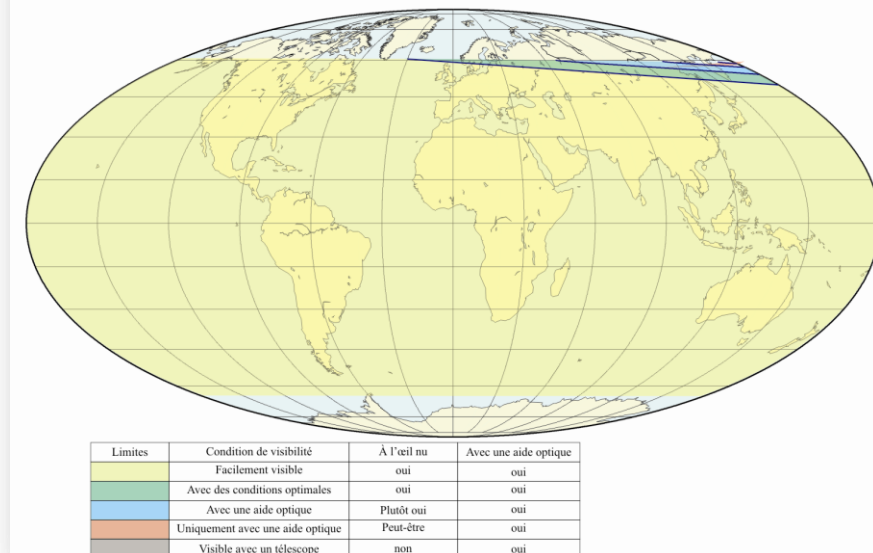 Limites Condition de visibilité À l’œil nu Avec une aide optique
Facilement visible oui oui
Avec des conditions optimales oui oui
Avec une aide optique Plutôt oui oui
Uniquement avec une aide optique Peut-être oui
Visible avec un télescope non oui